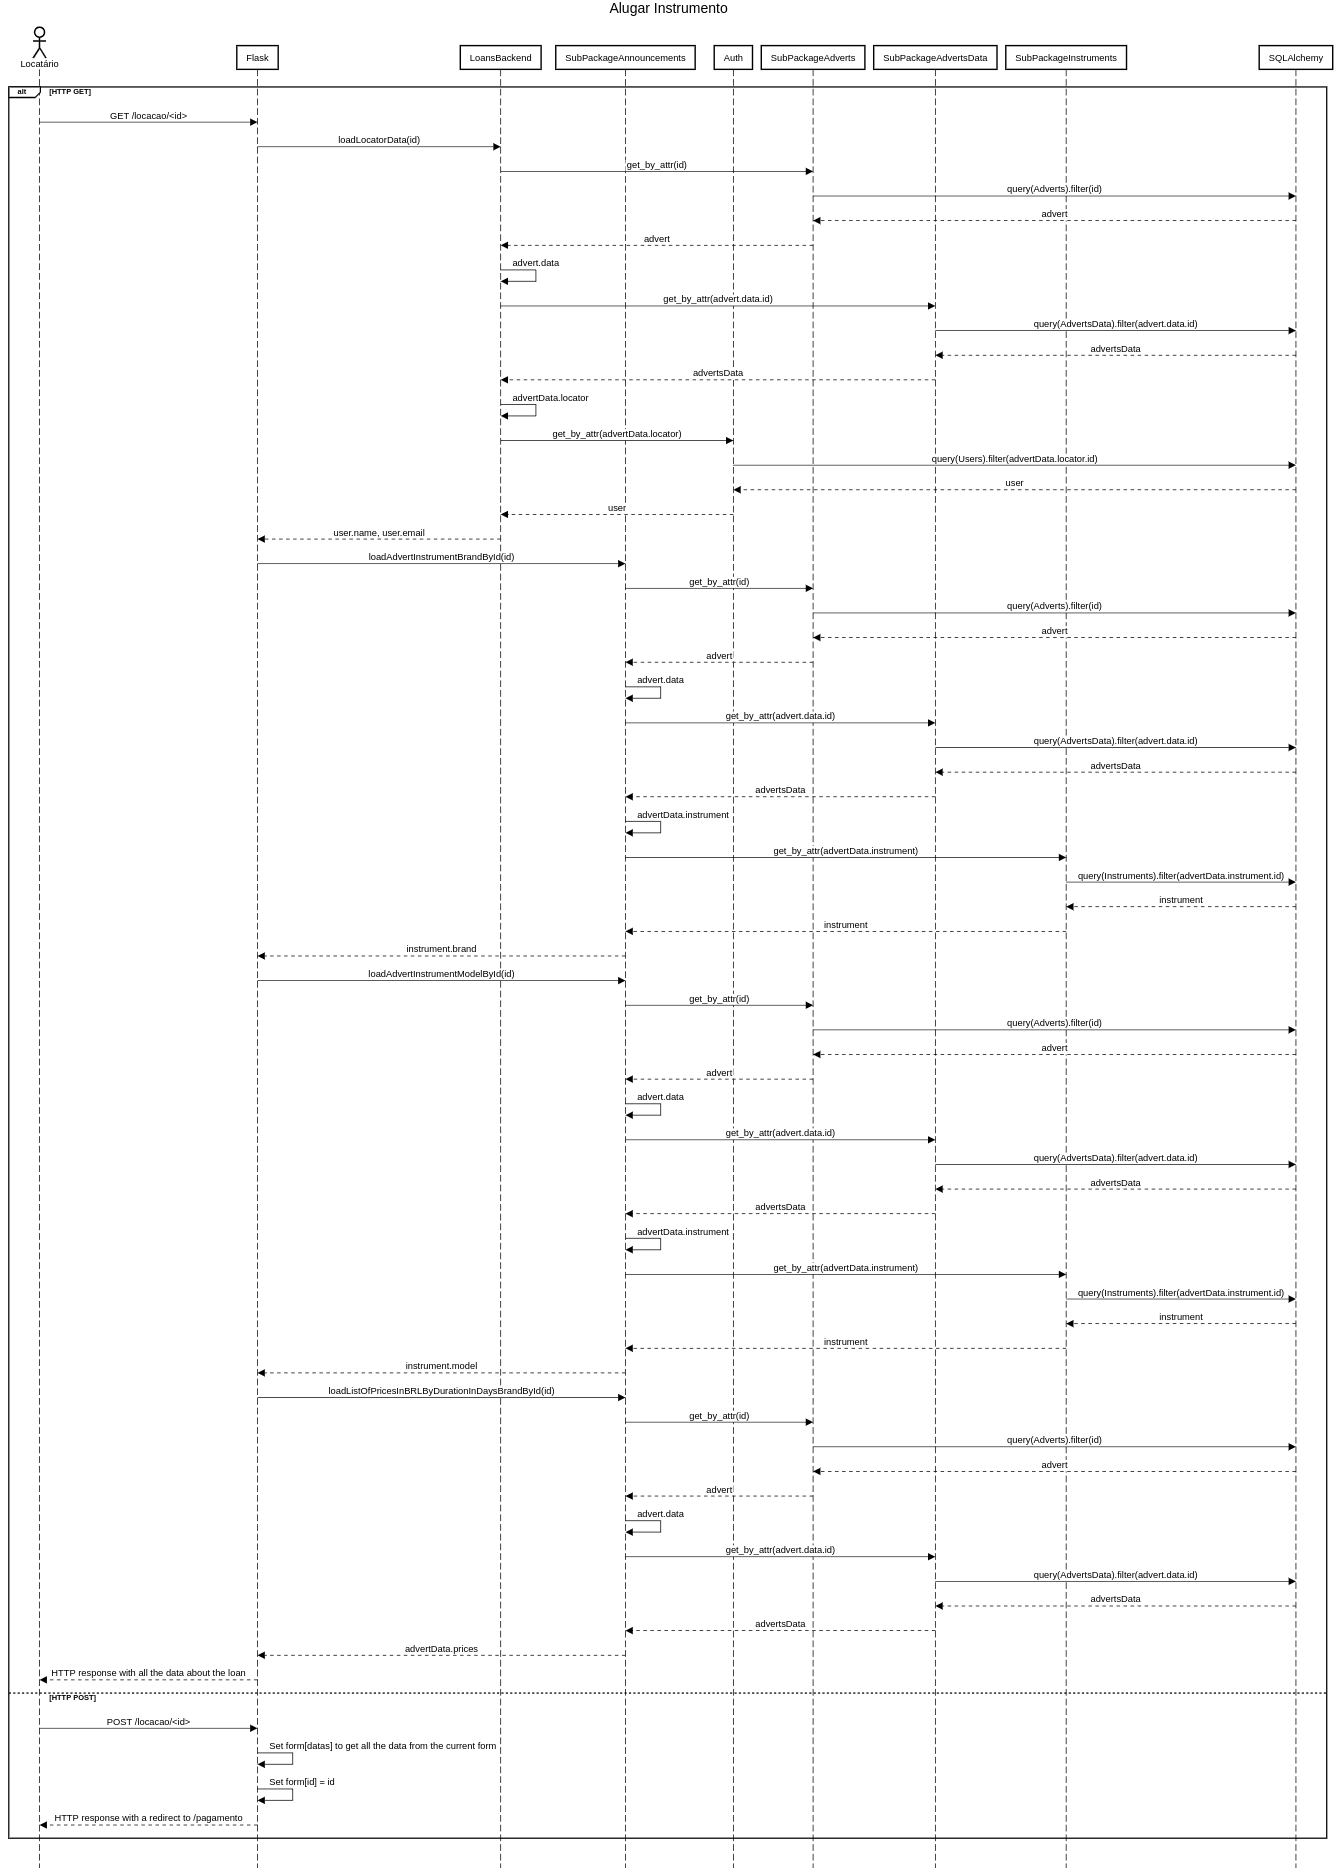 Alugar Instrumento
Locatário
Flask
LoansBackend
SubPackageAnnouncements
Auth
SubPackageAdverts
SubPackageAdvertsData
SubPackageInstruments
SQLAlchemy
alt
[HTTP GET]
GET /locacao/<id>
loadLocatorData(id)
get_by_attr(id)
query(Adverts).filter(id)
advert
advert
advert.data
get_by_attr(advert.data.id)
query(AdvertsData).filter(advert.data.id)
advertsData
advertsData
advertData.locator
get_by_attr(advertData.locator)
query(Users).filter(advertData.locator.id)
user
user
user.name, user.email
loadAdvertInstrumentBrandById(id)
get_by_attr(id)
query(Adverts).filter(id)
advert
advert
advert.data
get_by_attr(advert.data.id)
query(AdvertsData).filter(advert.data.id)
advertsData
advertsData
advertData.instrument
get_by_attr(advertData.instrument)
query(Instruments).filter(advertData.instrument.id)
instrument
instrument
instrument.brand
loadAdvertInstrumentModelById(id)
get_by_attr(id)
query(Adverts).filter(id)
advert
advert
advert.data
get_by_attr(advert.data.id)
query(AdvertsData).filter(advert.data.id)
advertsData
advertsData
advertData.instrument
get_by_attr(advertData.instrument)
query(Instruments).filter(advertData.instrument.id)
instrument
instrument
instrument.model
loadListOfPricesInBRLByDurationInDaysBrandById(id)
get_by_attr(id)
query(Adverts).filter(id)
advert
advert
advert.data
get_by_attr(advert.data.id)
query(AdvertsData).filter(advert.data.id)
advertsData
advertsData
advertData.prices
HTTP response with all the data about the loan
[HTTP POST]
POST /locacao/<id>
Set form[datas] to get all the data from the current form
Set form[id] = id
HTTP response with a redirect to /pagamento